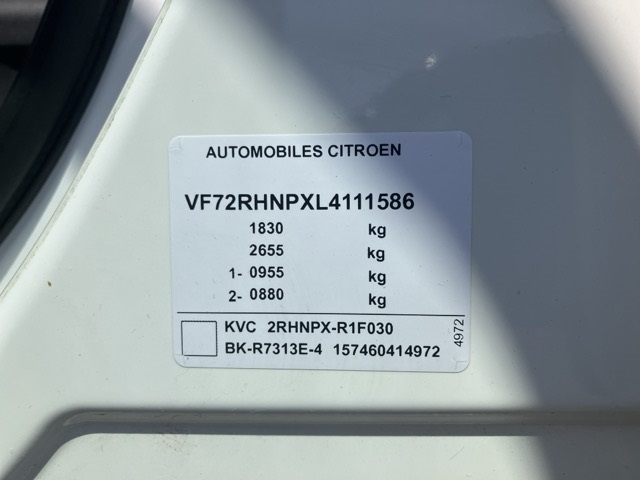 AUTOMOBILES CITROEN
VF72RHNPXL4111586
1830 kg
2655 kg
1- 0955 kg
2- 0880 kg
KVC 2RHNPX-R1F030
BK-R7313E-4 157460414972
4972